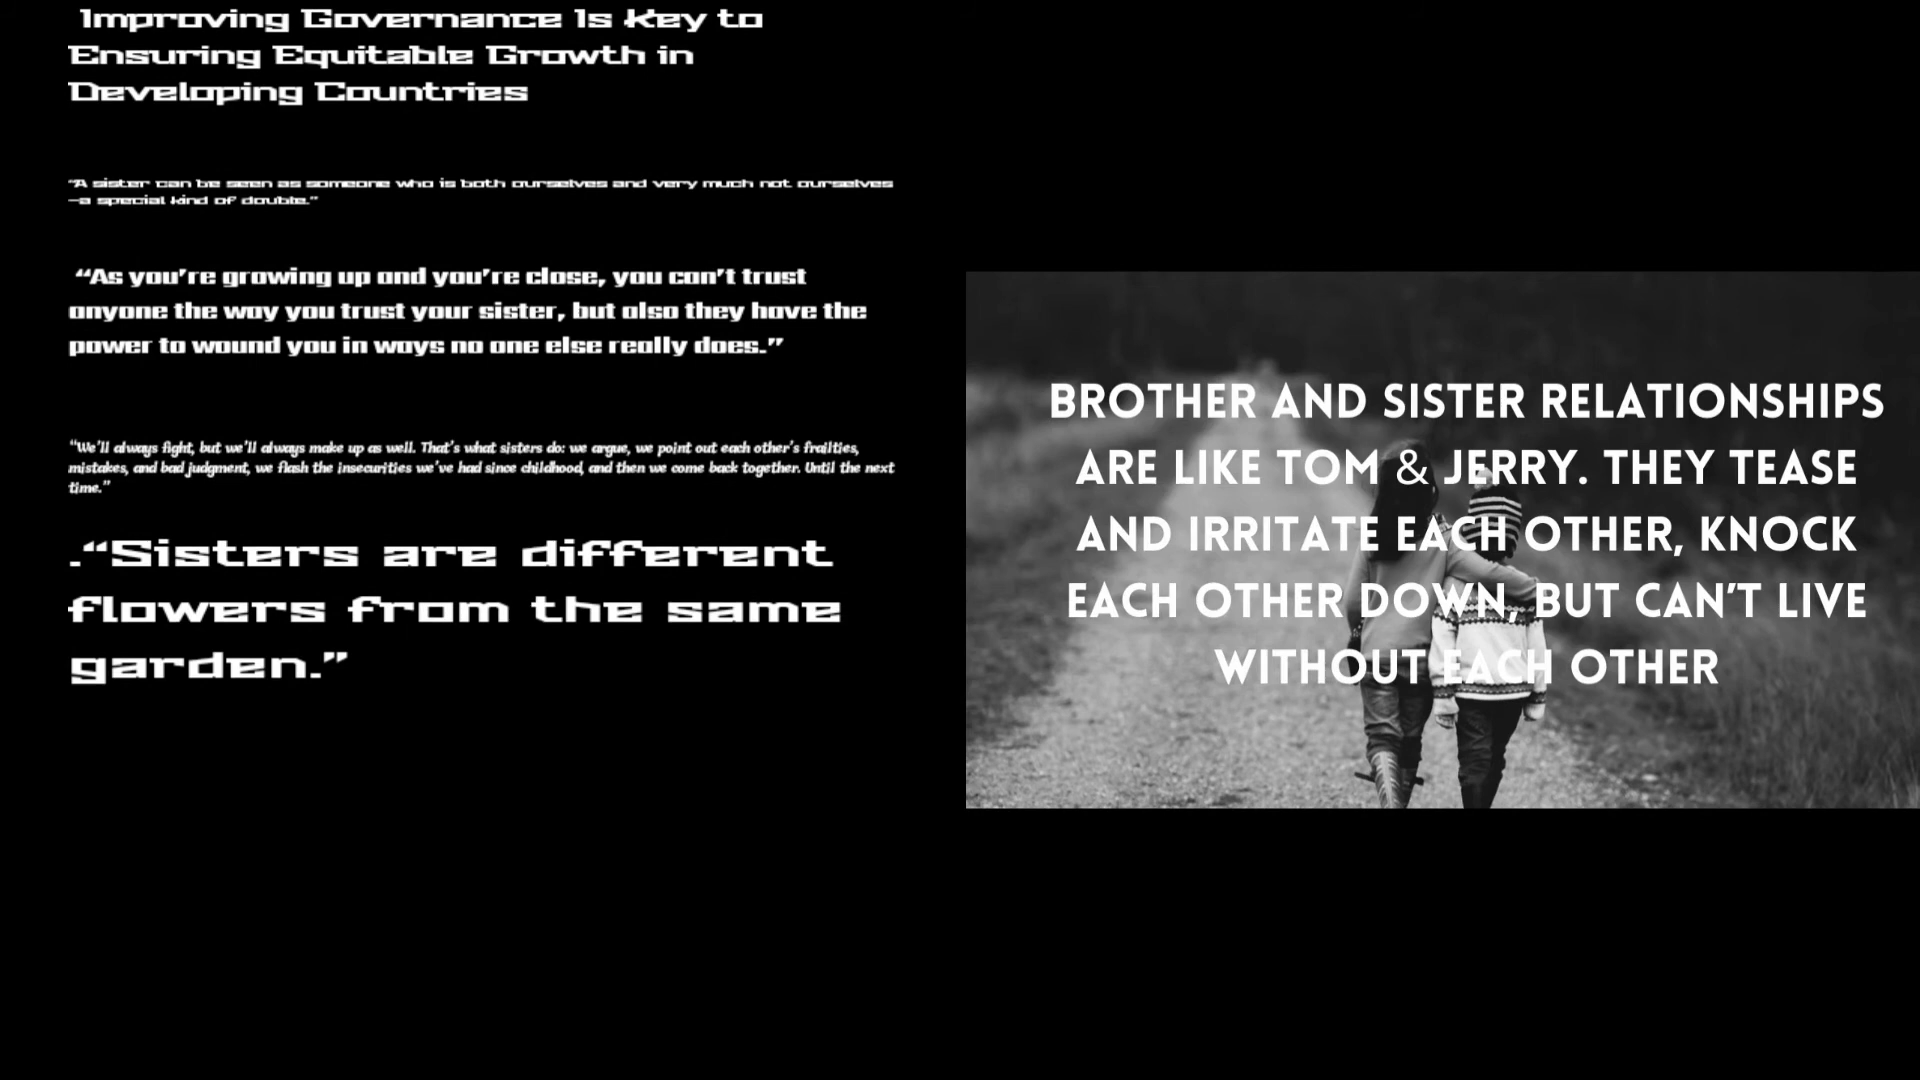 Improving Governance Is Key to
Ensuring Equitable Growth in
Developing Countries
“A sister can be seen as someone who is both ourselves and very much not ourselves
—a special kind of double.”
“As you’re growing up and you’re close, you can’t trust
anyone the way you trust your sister, but also they have the
power to wound you in ways no one else really does.”
“We’ll always fight, but we’ll always make up as well. That’s what sisters do: we argue, we point out each other’s frailties,
mistakes, and bad judgment, we flash the insecurities we’ve had since childhood, and then we come back together. Until the next
time.”
.“Sisters are different
flowers from the same
garden.”
BROTHER AND SISTER RELATIONSHIPS
ARE LIKE TOM & JERRY. THEY TEASE
AND IRRITATE EACH OTHER, KNOCK
EACH OTHER DOWN, BUT CAN’T LIVE
WITHOUT EACH OTHER